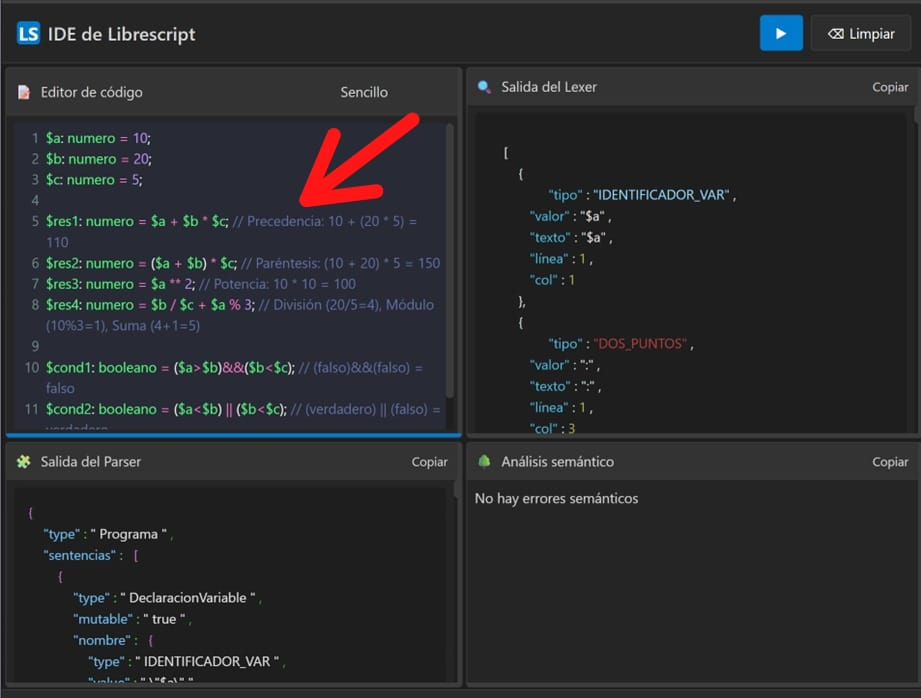 LS IDE de Librescript
Limpiar
Editor de código
Sencillo
1 $a: numero = 10;
2 $b: numero = 20;
3 $c: numero = 5;
4
5 $res1: numero = $a + $b * $c; // Precedencia: 10 + (20 * 5) =
110
6 $res2: numero = ($a + $b) * $c; // Paréntesis: (10 + 20) * 5 = 150
7 $res3: numero = $a ** 2; // Potencia: 10 * 10 = 100
8 $res4: numero = $b / $c + $a % 3; // División (20/5=4), Módulo
(10%3=1), Suma (4+1=5)
9
10 $cond1: booleano = ($a>$b)&&($b<$c); // (falso)&&(falso) =
falso
11 $cond2: booleano = ($a<$b) || ($b<$c); // (verdadero) || (falso) =
verdadero
Salida del Lexer
Copiar
[
{
"tipo" : "IDENTIFICADOR_VAR" ,
"valor" : "$a" ,
"texto" : "$a" ,
"línea" : 1 ,
"col" : 1
},
{
"tipo" : "DOS_PUNTOS" ,
"valor" : ":" ,
"texto" : ":" ,
"línea" : 1 ,
"col" : 3
Salida del Parser
Copiar
{
"type" : " Programa " ,
"sentencias" : [
{
"type" : " DeclaracionVariable " ,
"mutable" : " true " ,
"nombre" : {
"type" : " IDENTIFICADOR_VAR " ,
"value" : " \"$a\" "
Análisis semántico
Copiar
No hay errores semánticos